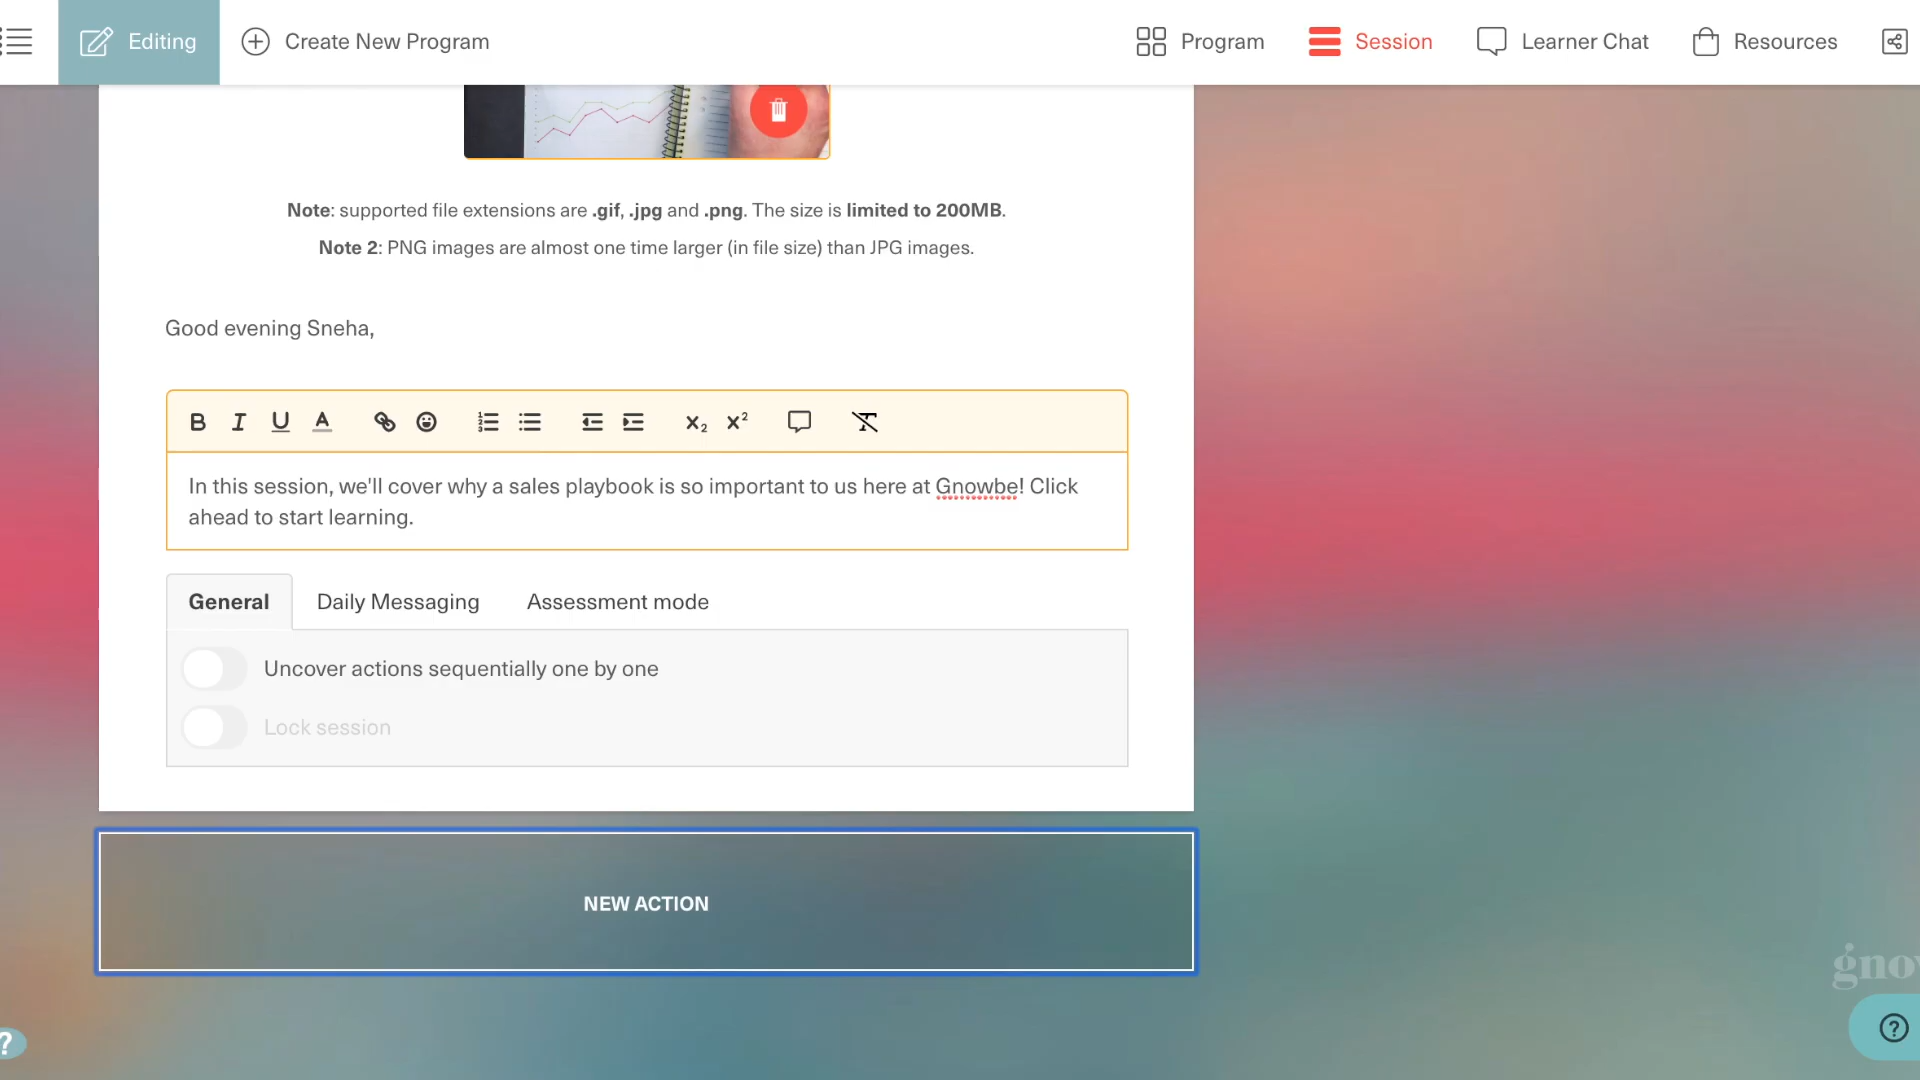 Editing
Create New Program
Program
Session
Learner Chat
Resources
Note: supported file extensions are .gif, .jpg and .png. The size is limited to 200MB.
Note 2: PNG images are almost one time larger (in file size) than JPG images.
Good evening Sneha,
In this session, we'll cover why a sales playbook is so important to us here at Gnowbe! Click
ahead to start learning.
General
Daily Messaging
Assessment mode
Uncover actions sequentially one by one
Lock session
NEW ACTION
gno